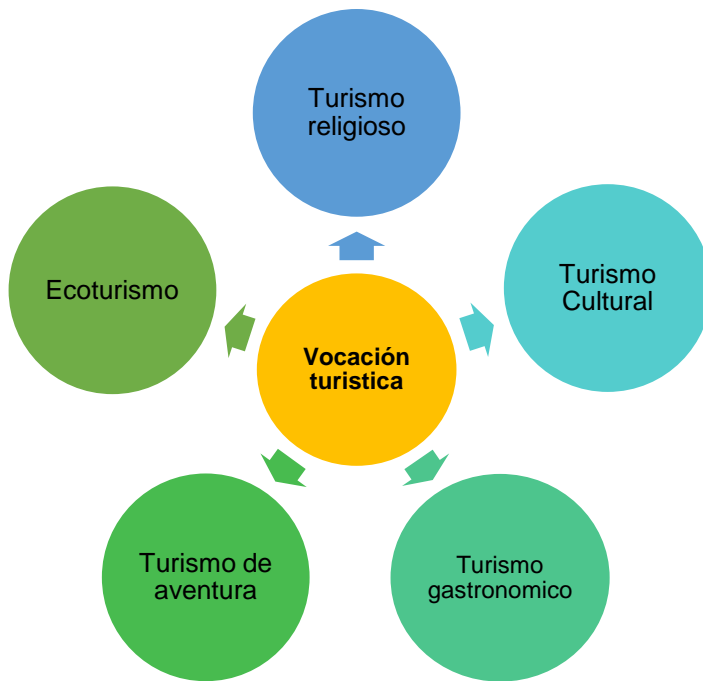 Turismo
religioso
Turismo
Cultural
Turismo
gastronomico
Turismo de
aventura
Ecoturismo
Vocación
turistica